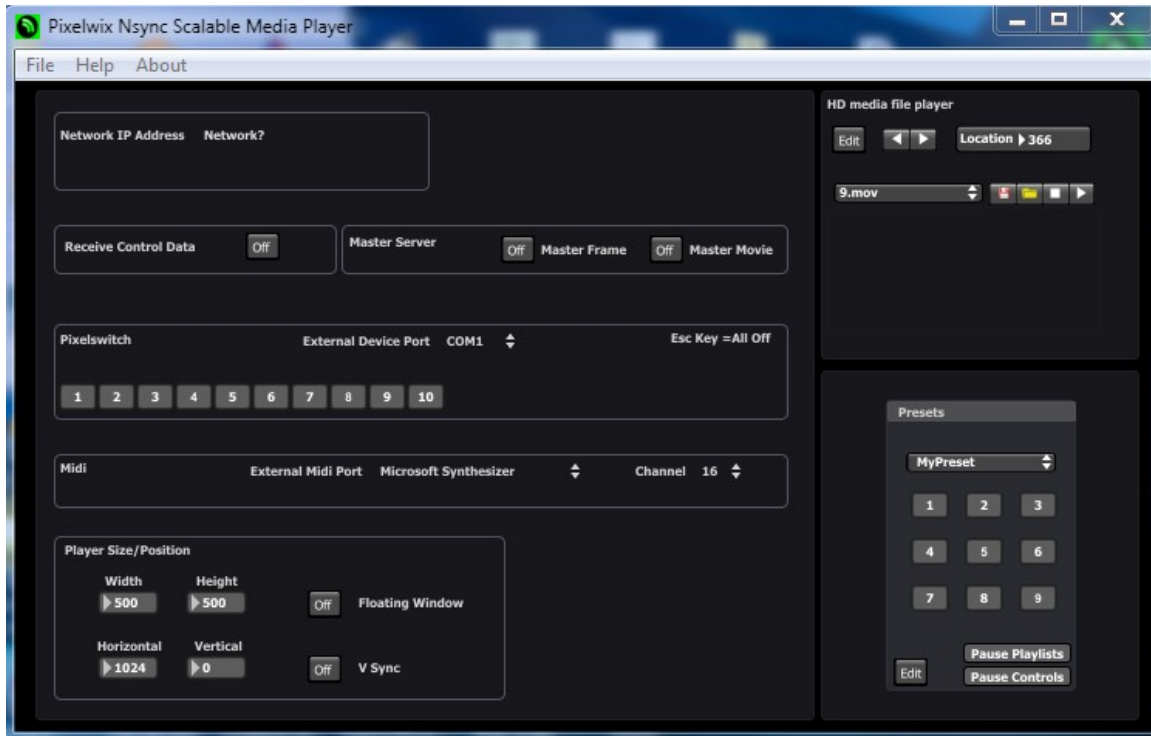 Pixelwix Nsync Scalable Media Player
File Help About
Network IP Address Network?
Receive Control Data Off
Master Server Off Master Frame Off Master Movie
Pixelswitch External Device Port COM1 Esc Key =All Off
1 2 3 4 5 6 7 8 9 10
Midi External Midi Port Microsoft Synthesizer Channel 16
Player Size/Position
Width Height
500 500 Off Floating Window
Horizontal Vertical
1024 0 Off V Sync
HD media file player
Edit Location 366
9.mov
Presets
MyPreset
1 2 3
4 5 6
7 8 9
Pause Playlists
Edit Pause Controls